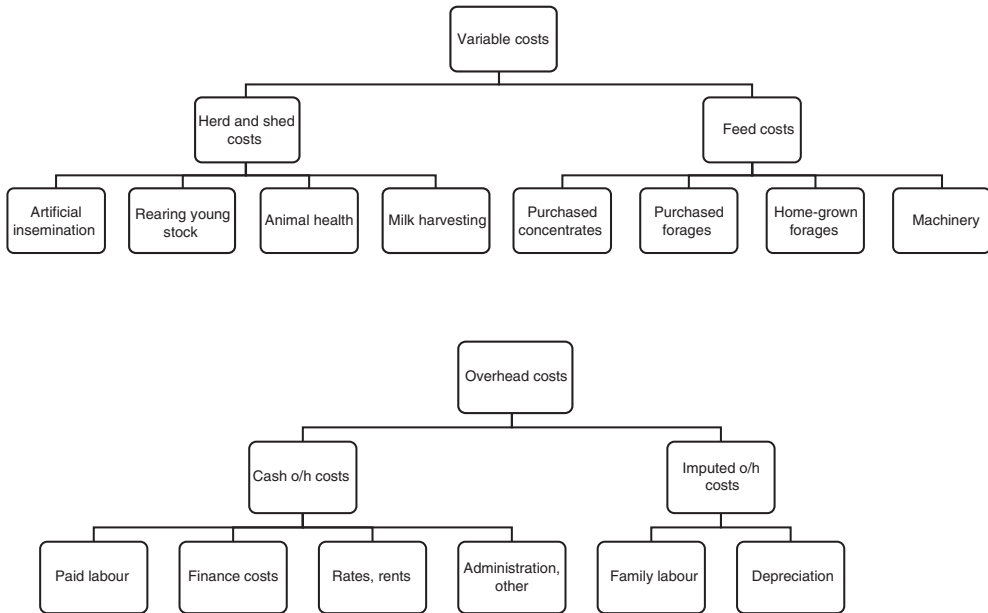 Variable costs
Herd and shed
costs
Feed costs
Artificial
insemination
Rearing young
stock
Animal health
Milk harvesting
Purchased
concentrates
Purchased
forages
Home-grown
forages
Machinery
Overhead costs
Cash o/h costs
Imputed o/h
costs
Paid labour
Finance costs
Rates, rents
Administration,
other
Family labour
Depreciation